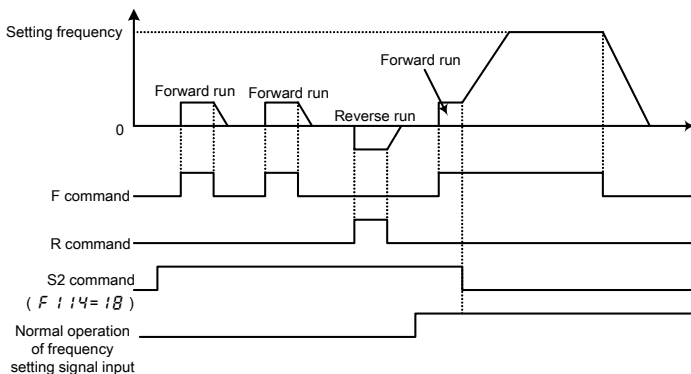 Setting frequency
Forward run
Forward run
Forward run
Reverse run
0
F command
R command
S2 command
( F 114=18 )
Normal operation
of frequency
setting signal input